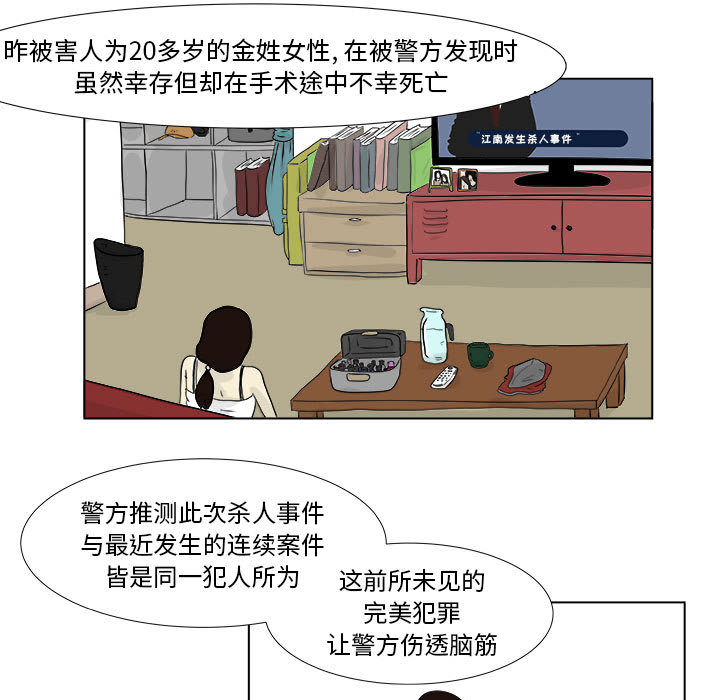 昨被害人为20多岁的金姓女性, 在被警方发现时
虽然幸存但却在手术途中不幸死亡
"江南发生杀人事件"
警方推测此次杀人事件
与最近发生的连续案件
皆是同一犯人所为
这前所未见的
完美犯罪
让警方伤透脑筋